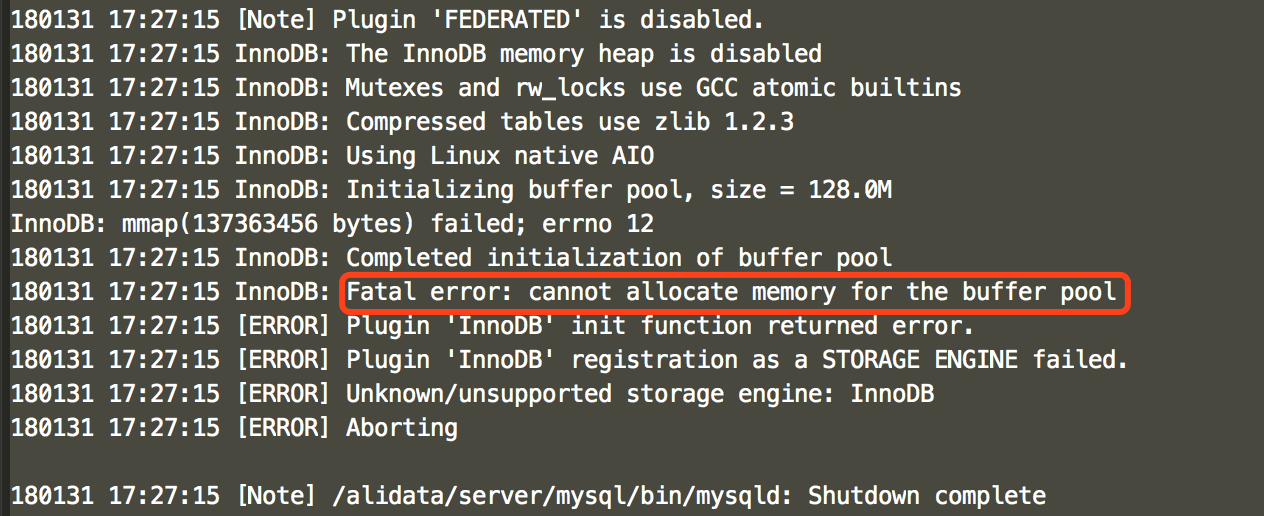 180131 17:27:15 [Note] Plugin 'FEDERATED' is disabled.
180131 17:27:15 InnoDB: The InnoDB memory heap is disabled
180131 17:27:15 InnoDB: Mutexes and rw_locks use GCC atomic builtins
180131 17:27:15 InnoDB: Compressed tables use zlib 1.2.3
180131 17:27:15 InnoDB: Using Linux native AIO
180131 17:27:15 InnoDB: Initializing buffer pool, size = 128.0M
InnoDB: mmap(137363456 bytes) failed; errno 12
180131 17:27:15 InnoDB: Completed initialization of buffer pool
180131 17:27:15 InnoDB: Fatal error: cannot allocate memory for the buffer pool
180131 17:27:15 [ERROR] Plugin 'InnoDB' init function returned error.
180131 17:27:15 [ERROR] Plugin 'InnoDB' registration as a STORAGE ENGINE failed.
180131 17:27:15 [ERROR] Unknown/unsupported storage engine: InnoDB
180131 17:27:15 [ERROR] Aborting
180131 17:27:15 [Note] /alidata/server/mysql/bin/mysqld: Shutdown complete